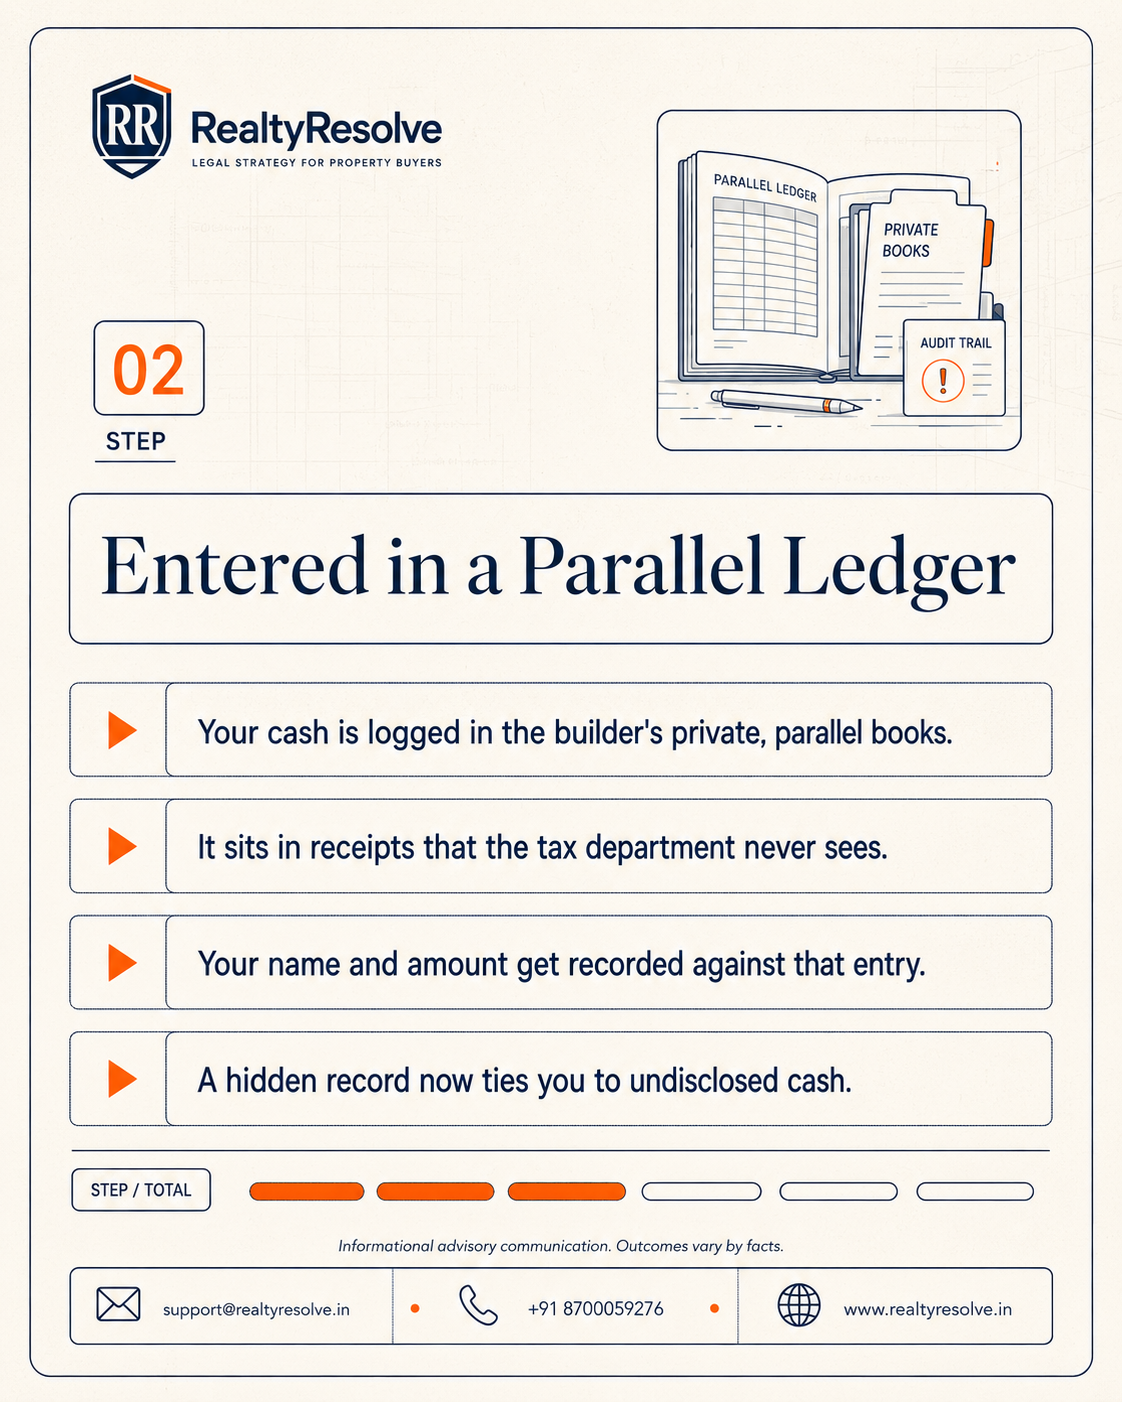 RR
RealtyResolve
LEGAL STRATEGY FOR PROPERTY BUYERS
PARALLEL LEDGER
PRIVATE
BOOKS
AUDIT TRAIL
!
02
STEP
Entered in a Parallel Ledger
Your cash is logged in the builder's private, parallel books.
It sits in receipts that the tax department never sees.
Your name and amount get recorded against that entry.
A hidden record now ties you to undisclosed cash.
STEP / TOTAL
Informational advisory communication. Outcomes vary by facts.
support@realtyresolve.in
+91 8700059276
www.realtyresolve.in